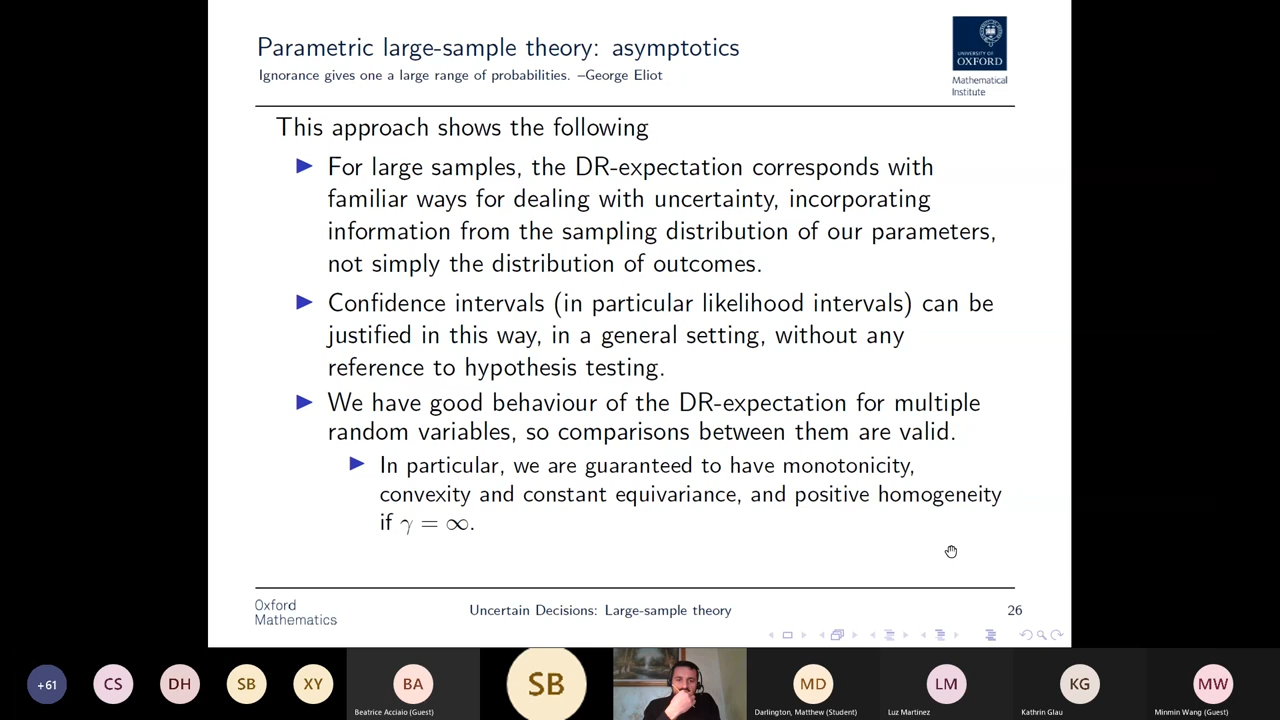 Parametric large-sample theory: asymptotics
Ignorance gives one a large range of probabilities. –George Eliot
UNIVERSITY OF
OXFORD
Mathematical
Institute
This approach shows the following
For large samples, the DR-expectation corresponds with
familiar ways for dealing with uncertainty, incorporating
information from the sampling distribution of our parameters,
not simply the distribution of outcomes.
Confidence intervals (in particular likelihood intervals) can be
justified in this way, in a general setting, without any
reference to hypothesis testing.
We have good behaviour of the DR-expectation for multiple
random variables, so comparisons between them are valid.
In particular, we are guaranteed to have monotonicity,
convexity and constant equivariance, and positive homogeneity
if γ = ∞.
Oxford
Mathematics
Uncertain Decisions: Large-sample theory
26
+61
CS
DH
SB
XY
BA
Beatrice Acciaio (Guest)
SB
MD
Darlington, Matthew (Student)
LM
Luz Martinez
KG
Kathrin Glau
MW
Minmin Wang (Guest)